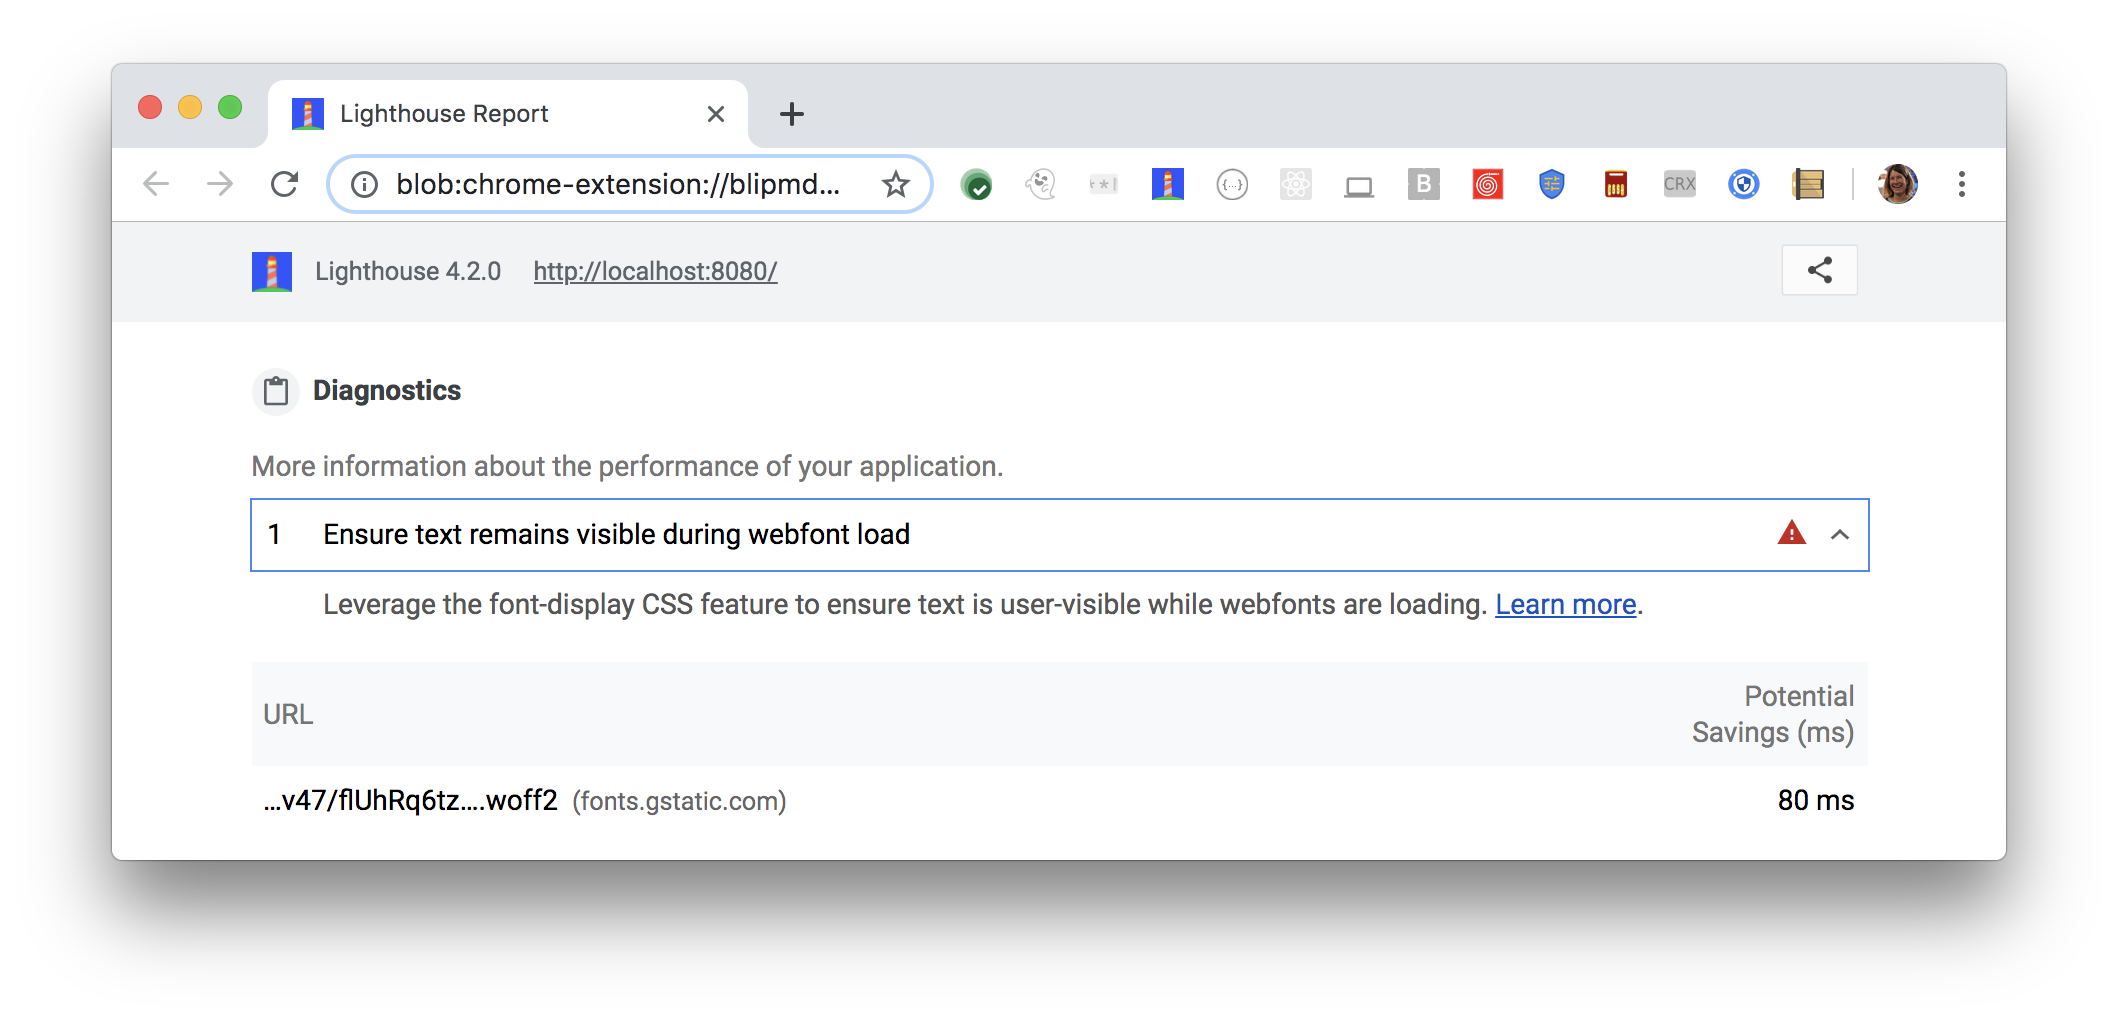 Lighthouse Report
blob:chrome-extension://blipmd...
{...}
B
CRX
Lighthouse 4.2.0 http://localhost:8080/
Diagnostics
More information about the performance of your application.
1 Ensure text remains visible during webfont load
Leverage the font-display CSS feature to ensure text is user-visible while webfonts are loading. Learn more.
URL
Potential
Savings (ms)
…v47/flUhRq6tz….woff2 (fonts.gstatic.com)
80 ms